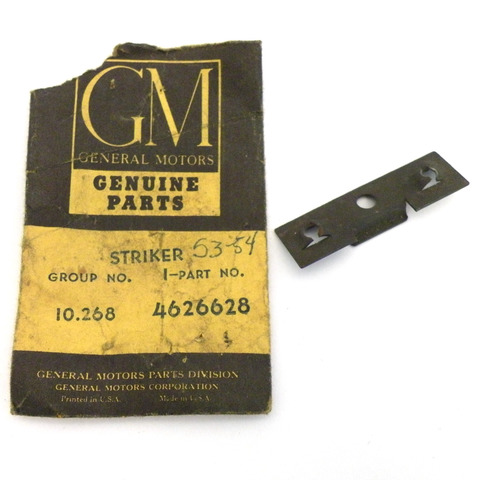 GM
GENERAL MOTORS
GENUINE
PARTS
STRIKER 53-54
GROUP NO. 1-PART NO.
10.268 4626628
GENERAL MOTORS PARTS DIVISION
GENERAL MOTORS CORPORATION
Printed in U.S.A. Made in U.S.A.